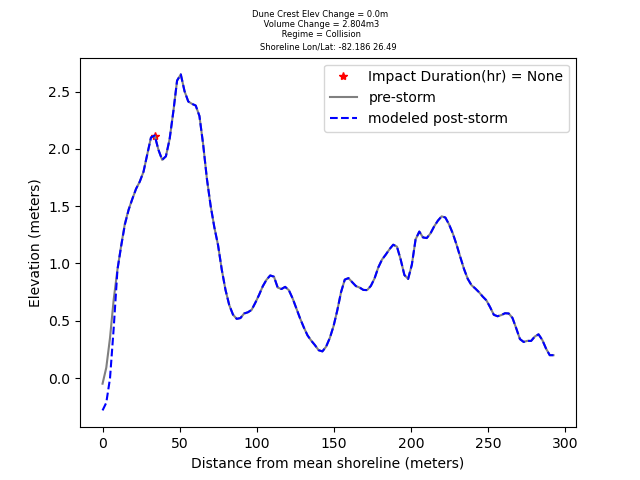 Dune Crest Elev Change = 0.0m
Volume Change = 2.804m3
Regime = Collision
Shoreline Lon/Lat: -82.186 26.49
Impact Duration(hr) = None
pre-storm
modeled post-storm
Elevation (meters)
2.5
2.0
1.5
1.0
0.5
0.0
0 50 100 150 200 250 300
Distance from mean shoreline (meters)